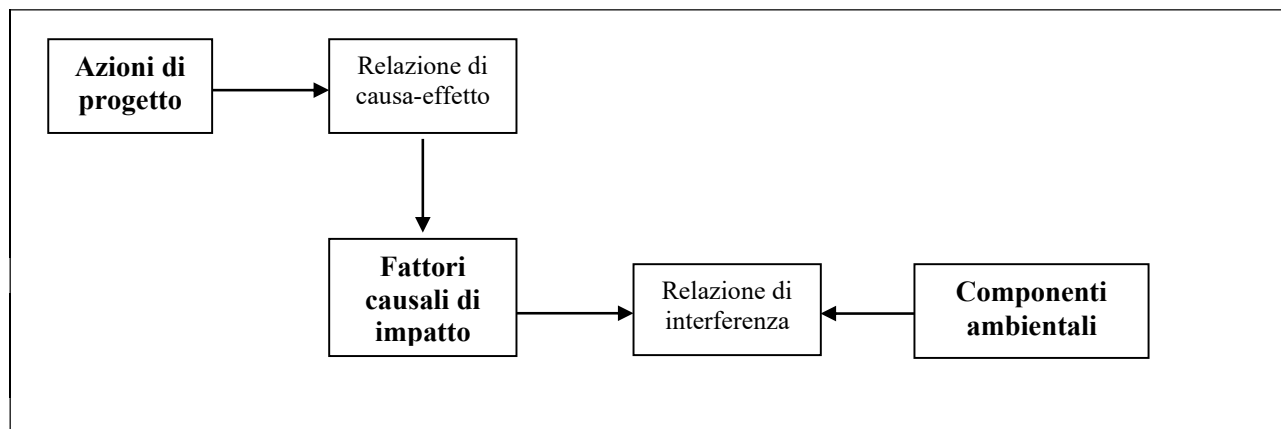 Azioni di
progetto
Relazione di
causa-effetto
Fattori
causali di
impatto
Relazione di
interferenza
Componenti
ambientali